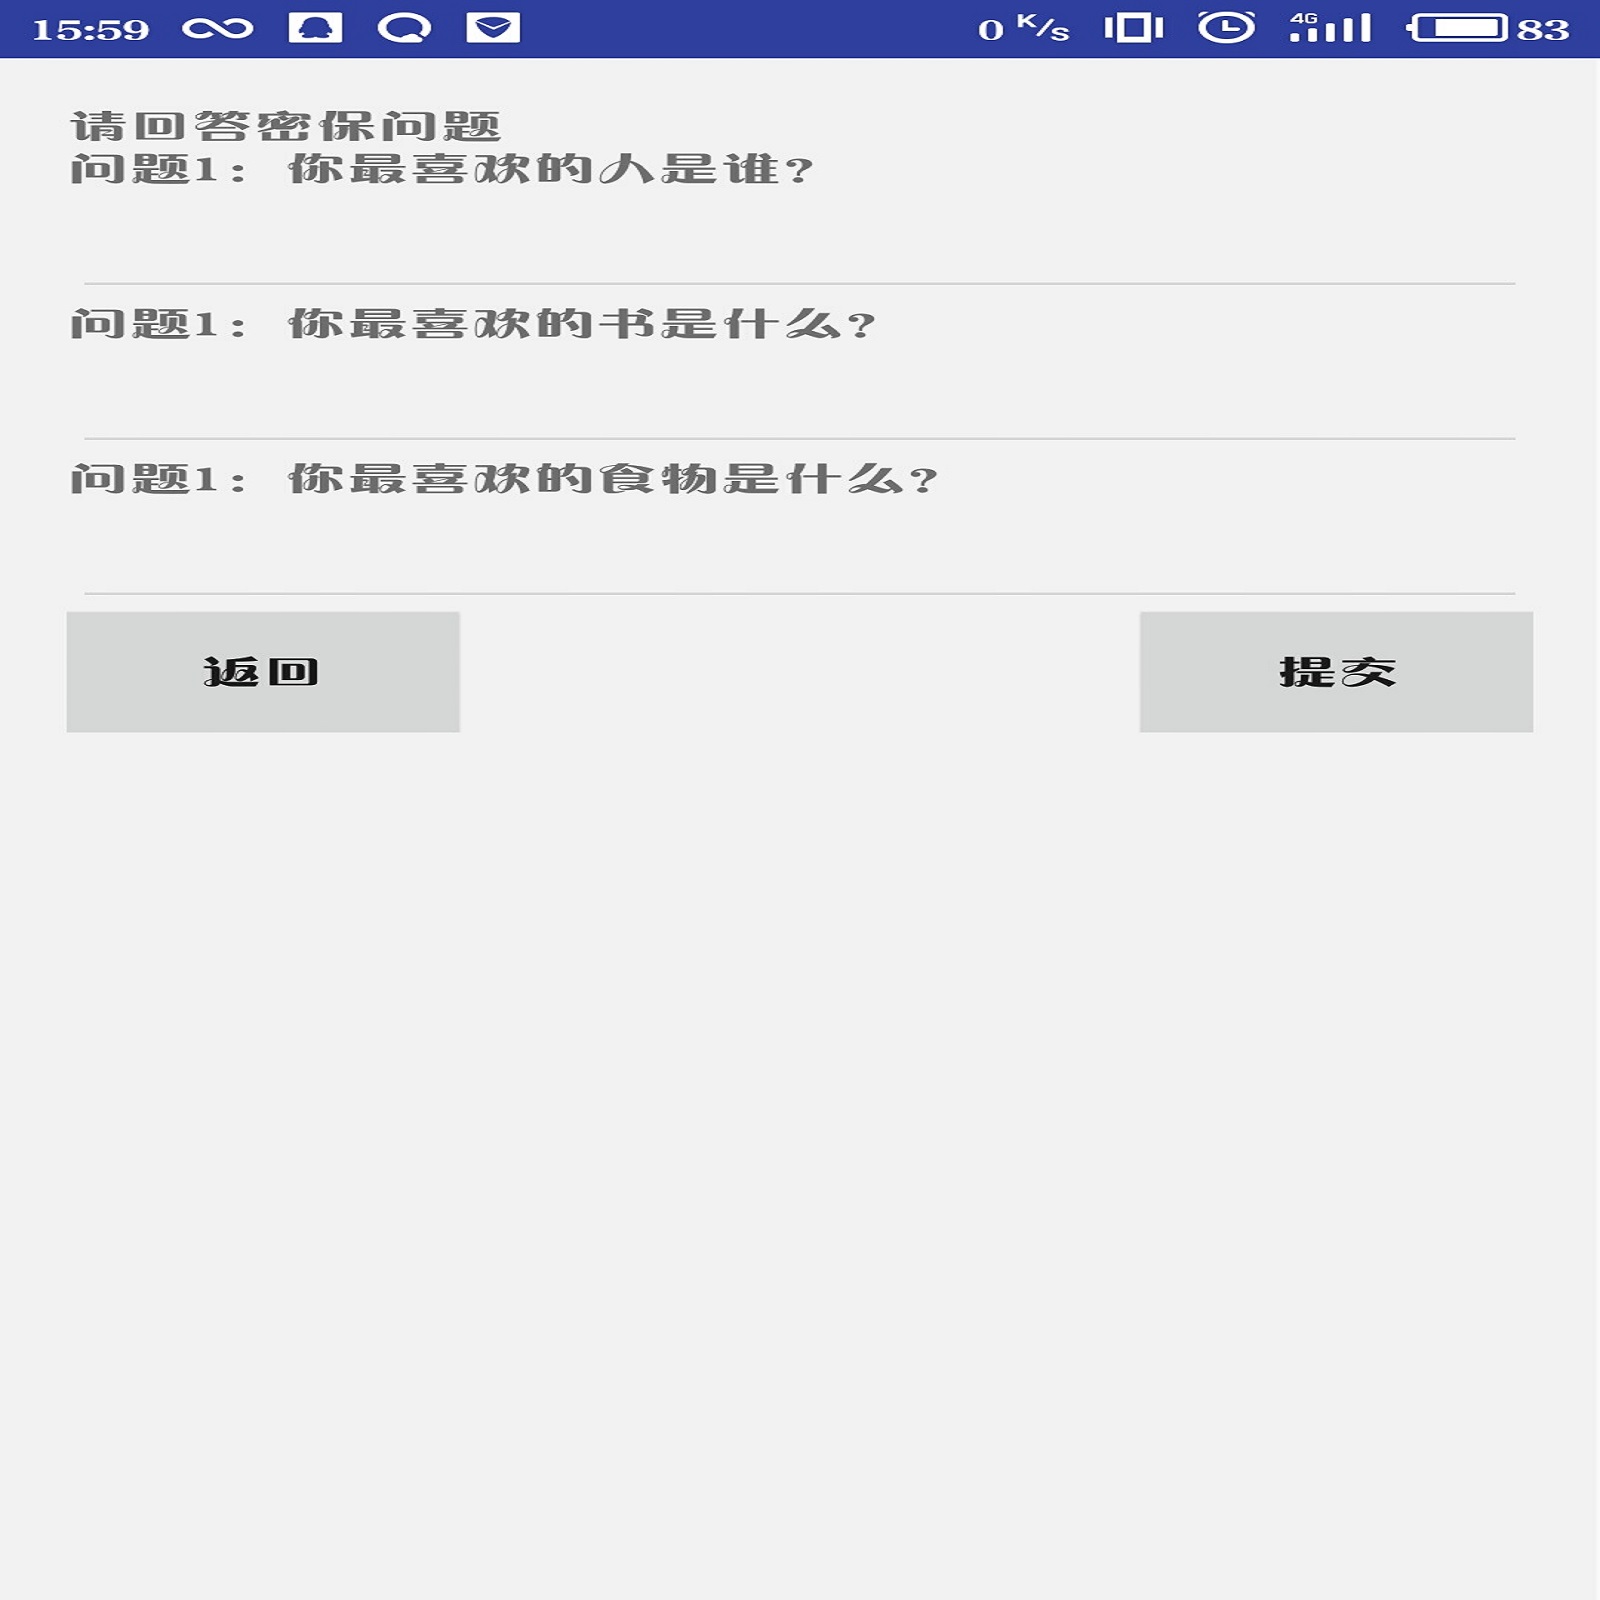 15:59 0 K/s 4G 83
请回答密保问题
问题1：你最喜欢的人是谁?
问题1：你最喜欢的书是什么?
问题1：你最喜欢的食物是什么?
返回 提交